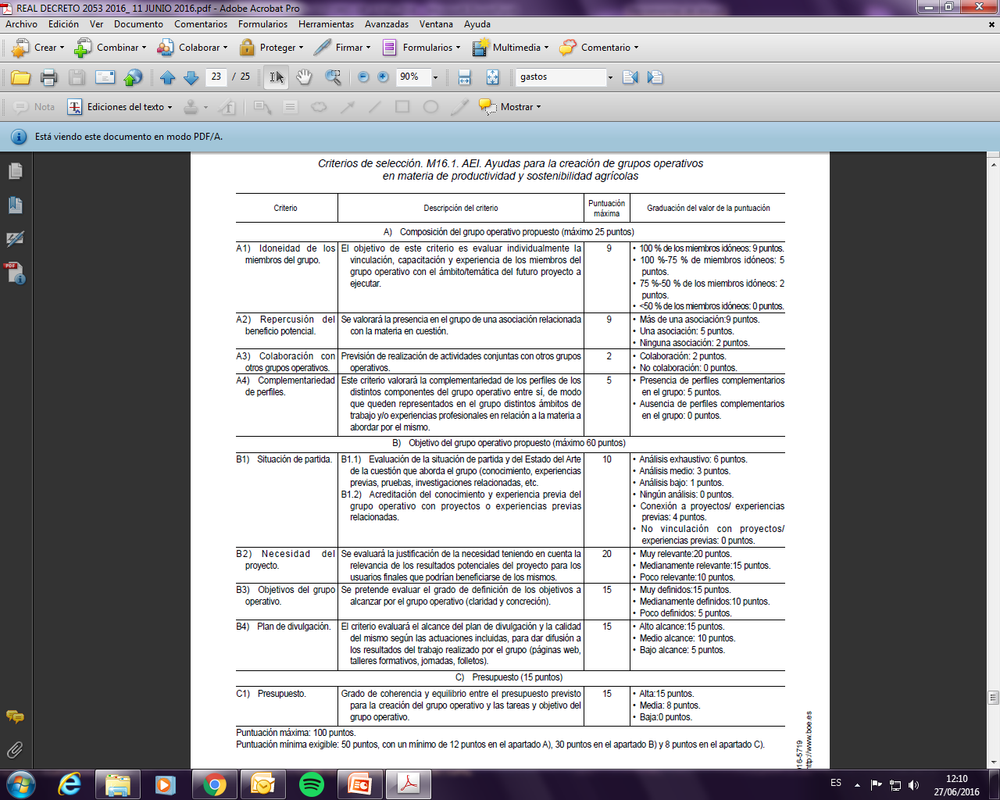 REAL DECRETO 2053 2016_ 11 JUNIO 2016.pdf - Adobe Acrobat Pro
Archivo Edición Ver Documento Comentarios Formularios Herramientas Avanzadas Ventana Ayuda
Crear Combinar Colaborar Proteger Firmar Formularios Multimedia Comentario
23 / 25 90% gastos
Nota Ediciones del texto Mostrar
Está viendo este documento en modo PDF/A.
Criterios de selección. M16.1. AEI. Ayudas para la creación de grupos operativos
en materia de productividad y sostenibilidad agrícolas
Criterio Descripción del criterio Puntuación máxima Graduación del valor de la puntuación
A) Composición del grupo operativo propuesto (máximo 25 puntos)
A1) Idoneidad de los
miembros del grupo.
El objetivo de este criterio es evaluar individualmente la
vinculación, capacitación y experiencia de los miembros del
grupo operativo con el ámbito/temática del futuro proyecto a
ejecutar.
9
• 100 % de los miembros idóneos: 9 puntos.
• 100 %-75 % de miembros idóneos: 5
puntos.
• 75 %-50 % de los miembros idóneos: 2
puntos.
• <50 % de los miembros idóneos: 0 puntos.
A2) Repercusión del
beneficio potencial.
Se valorará la presencia en el grupo de una asociación relacionada
con la materia en cuestión.
9
• Más de una asociación:9 puntos.
• Una asociación: 5 puntos.
• Ninguna asociación: 2 puntos.
A3) Colaboración con
otros grupos operativos.
Previsión de realización de actividades conjuntas con otros grupos
operativos.
2
• Colaboración: 2 puntos.
• No colaboración: 0 puntos.
A4) Complementariedad
de perfiles.
Este criterio valorará la complementariedad de los perfiles de los
distintos componentes del grupo operativo entre sí, de modo
que queden representados en el grupo distintos ámbitos de
trabajo y/o experiencias profesionales en relación a la materia a
abordar por el mismo.
5
• Presencia de perfiles complementarios
en el grupo: 5 puntos.
• Ausencia de perfiles complementarios
en el grupo: 0 puntos.
B) Objetivo del grupo operativo propuesto (máximo 60 puntos)
B1) Situación de partida.
B1.1) Evaluación de la situación de partida y del Estado del Arte
de la cuestión que aborda el grupo (conocimiento, experiencias
previas, pruebas, investigaciones relacionadas, etc.
B1.2) Acreditación del conocimiento y experiencia previa del
grupo operativo con proyectos o experiencias previas
relacionadas.
10
• Análisis exhaustivo: 6 puntos.
• Análisis medio: 3 puntos.
• Análisis bajo: 1 puntos.
• Ningún análisis: 0 puntos.
• Conexión a proyectos/ experiencias
previas: 4 puntos.
• No vinculación con proyectos/
experiencias previas: 0 puntos.
B2) Necesidad del
proyecto.
Se evaluará la justificación de la necesidad teniendo en cuenta la
relevancia de los resultados potenciales del proyecto para los
usuarios finales que podrían beneficiarse de los mismos.
20
• Muy relevante:20 puntos.
• Medianamente relevante:15 puntos.
• Poco relevante:10 puntos.
B3) Objetivos del grupo
operativo.
Se pretende evaluar el grado de definición de los objetivos a
alcanzar por el grupo operativo (claridad y concreción).
15
• Muy definidos:15 puntos.
• Medianamente definidos:10 puntos.
• Poco definidos: 5 puntos.
B4) Plan de divulgación.
El criterio evaluará el alcance del plan de divulgación y la calidad
del mismo según las actuaciones incluidas, para dar difusión a
los resultados del trabajo realizado por el grupo (páginas web,
talleres formativos, jornadas, folletos).
15
• Alto alcance:15 puntos.
• Medio alcance: 10 puntos.
• Bajo alcance: 5 puntos.
C) Presupuesto (15 puntos)
C1) Presupuesto.
Grado de coherencia y equilibrio entre el presupuesto previsto
para la creación del grupo operativo y las tareas y objetivo del
grupo operativo.
15
• Alta:15 puntos.
• Media: 8 puntos.
• Baja:0 puntos.
Puntuación máxima: 100 puntos.
Puntuación mínima exigible: 50 puntos, con un mínimo de 12 puntos en el apartado A), 30 puntos en el apartado B) y 8 puntos en el apartado C).
16-5719
http://www.boe.es
ES
12:10
27/06/2016